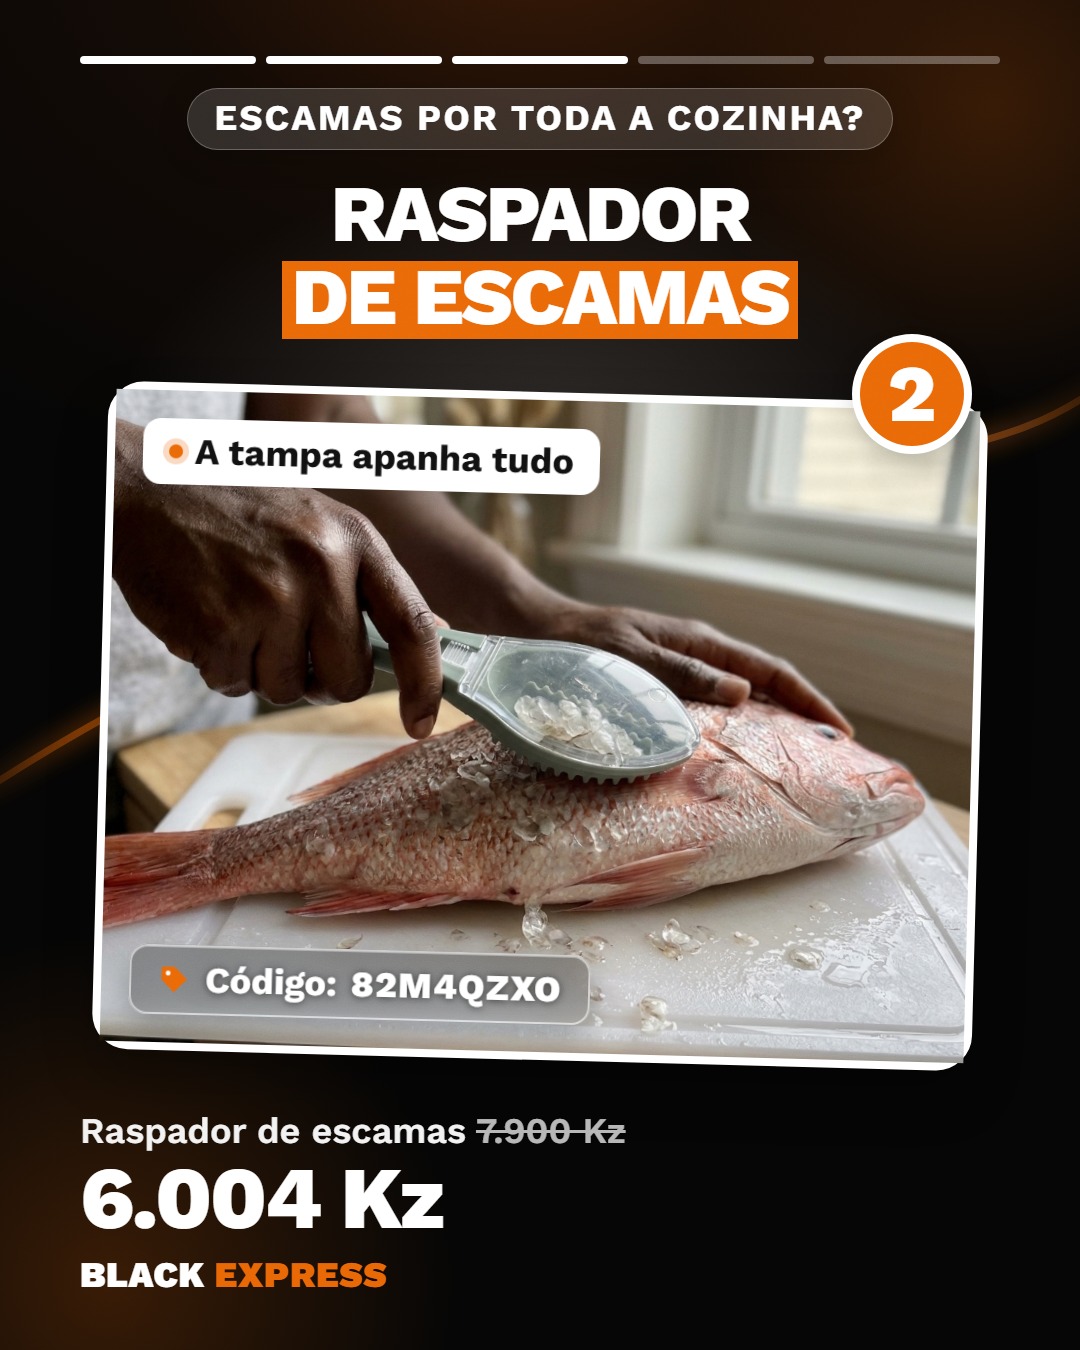 ESCAMAS POR TODA A COZINHA?
RASPADOR
DE ESCAMAS
2
A tampa apanha tudo
Código: 82M4QZXO
Raspador de escamas 7.900 Kz
6.004 Kz
BLACK EXPRESS